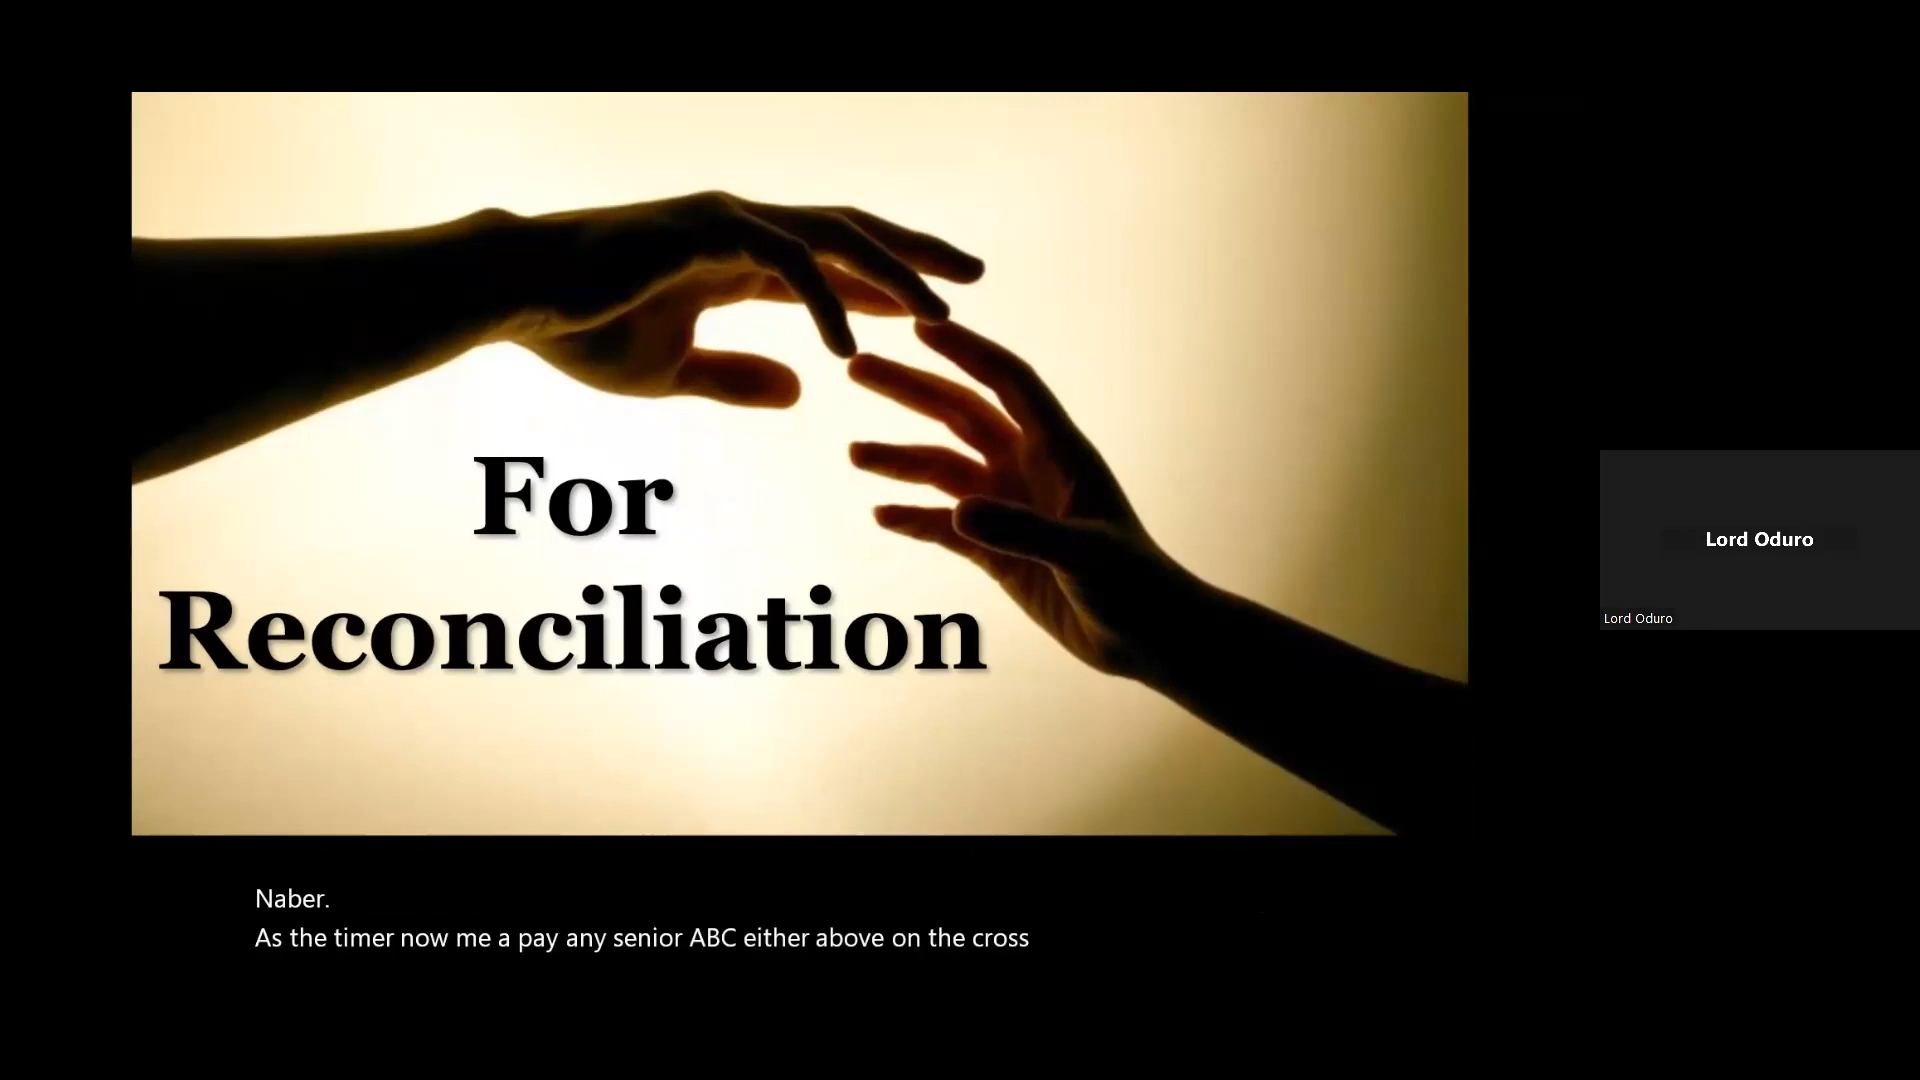 For
Reconciliation
Lord Oduro
Lord Oduro
Naber.
As the timer now me a pay any senior ABC either above on the cross